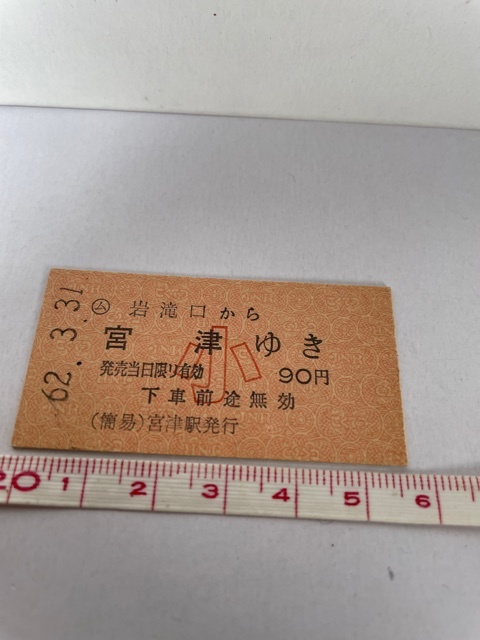 62.3.31
㋰ 岩滝口から
宮津ゆき
小
発売当日限り有効 90円
下車前途無効
(簡易)宮津駅発行
20 1 2 3 4 5 6